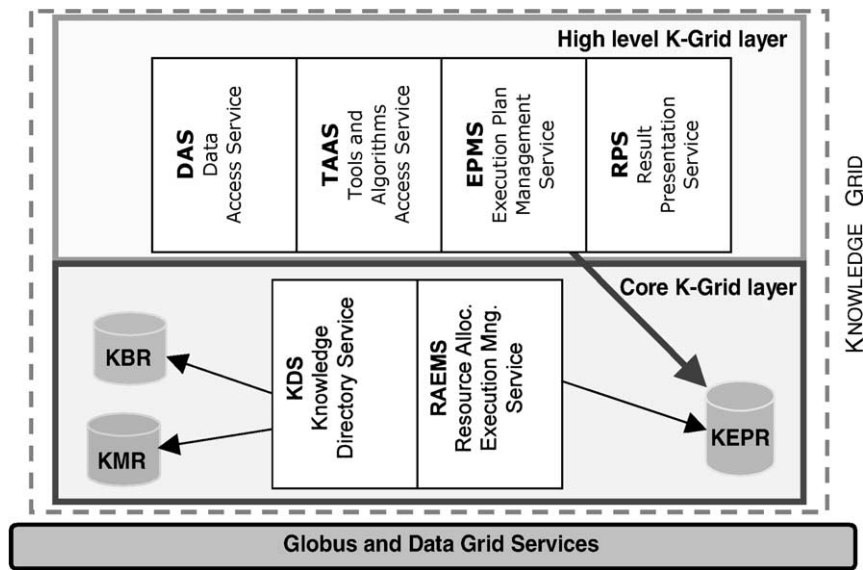 High level K-Grid layer
DAS
Data
Access Service
TAAS
Tools and
Algorithms
Access Service
EPMS
Execution Plan
Management
Service
RPS
Result
Presentation
Service
KNOWLEDGE GRID
Core K-Grid layer
KBR
KMR
KDS
Knowledge
Directory Service
RAEMS
Resource Alloc.
Execution Mng.
Service
KEPR
Globus and Data Grid Services